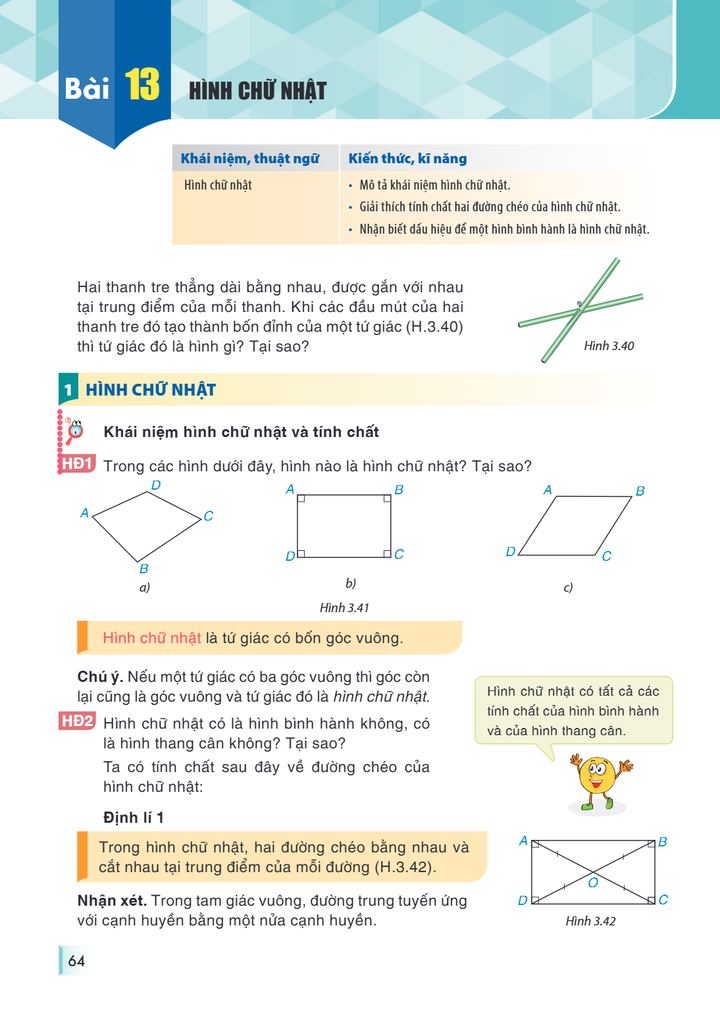 Bài 13 HÌNH CHỮ NHẬT
Khái niệm, thuật ngữ Kiến thức, kĩ năng
Hình chữ nhật
• Mô tả khái niệm hình chữ nhật.
• Giải thích tính chất hai đường chéo của hình chữ nhật.
• Nhận biết dấu hiệu để một hình bình hành là hình chữ nhật.
Hai thanh tre thẳng dài bằng nhau, được gắn với nhau
tại trung điểm của mỗi thanh. Khi các đầu mút của hai
thanh tre đó tạo thành bốn đỉnh của một tứ giác (H.3.40)
thì tứ giác đó là hình gì? Tại sao?
Hình 3.40
1 HÌNH CHỮ NHẬT
Khái niệm hình chữ nhật và tính chất
HĐ1 Trong các hình dưới đây, hình nào là hình chữ nhật? Tại sao?
D
A
C
B
a)
A B
D C
b)
A B
D C
c)
Hình 3.41
Hình chữ nhật là tứ giác có bốn góc vuông.
Chú ý. Nếu một tứ giác có ba góc vuông thì góc còn
lại cũng là góc vuông và tứ giác đó là hình chữ nhật.
HĐ2 Hình chữ nhật có là hình bình hành không, có
là hình thang cân không? Tại sao?
Ta có tính chất sau đây về đường chéo của
hình chữ nhật:
Hình chữ nhật có tất cả các
tính chất của hình bình hành
và của hình thang cân.
Định lí 1
Trong hình chữ nhật, hai đường chéo bằng nhau và
cắt nhau tại trung điểm của mỗi đường (H.3.42).
Nhận xét. Trong tam giác vuông, đường trung tuyến ứng
với cạnh huyền bằng một nửa cạnh huyền.
A B
O
D C
Hình 3.42
64